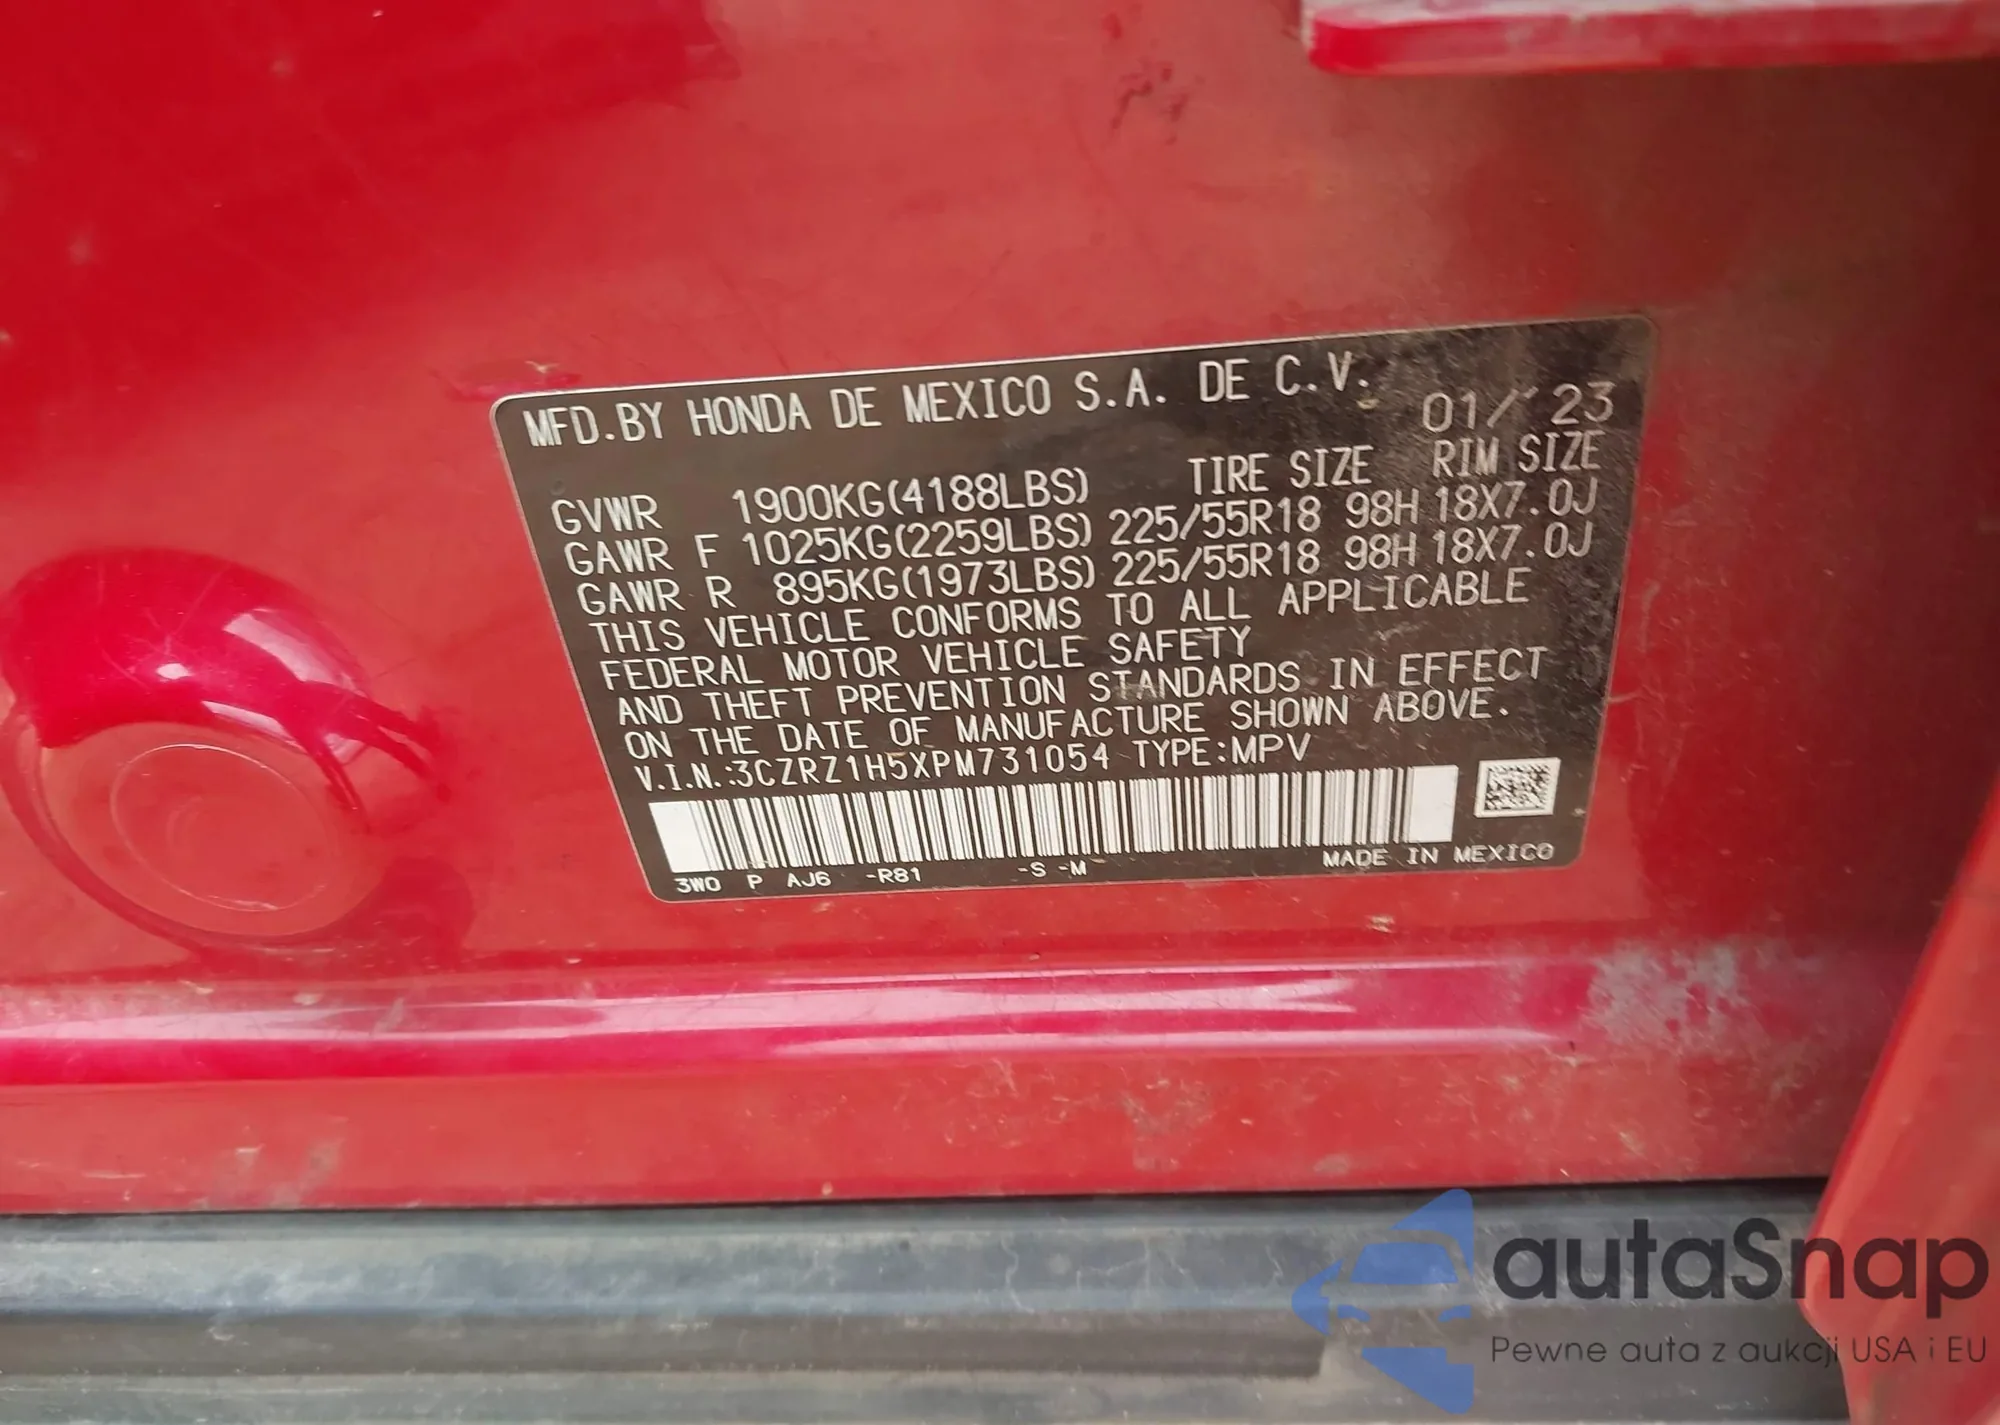 MFD.BY HONDA DE MEXICO S.A. DE C.V.
01/'23
TIRE SIZE RIM SIZE
GVWR 1900KG(4188LBS)
GAWR F 1025KG(2259LBS) 225/55R18 98H 18X7.0J
GAWR R 895KG(1973LBS) 225/55R18 98H 18X7.0J
THIS VEHICLE CONFORMS TO ALL APPLICABLE
FEDERAL MOTOR VEHICLE SAFETY
AND THEFT PREVENTION STANDARDS IN EFFECT
ON THE DATE OF MANUFACTURE SHOWN ABOVE.
V.I.N.:3CZRZ1H5XPM731054 TYPE:MPV
3W0 P AJ6 -R81 -S -M MADE IN MEXICO
autaSnap
Pewne auta z aukcji USA i EU